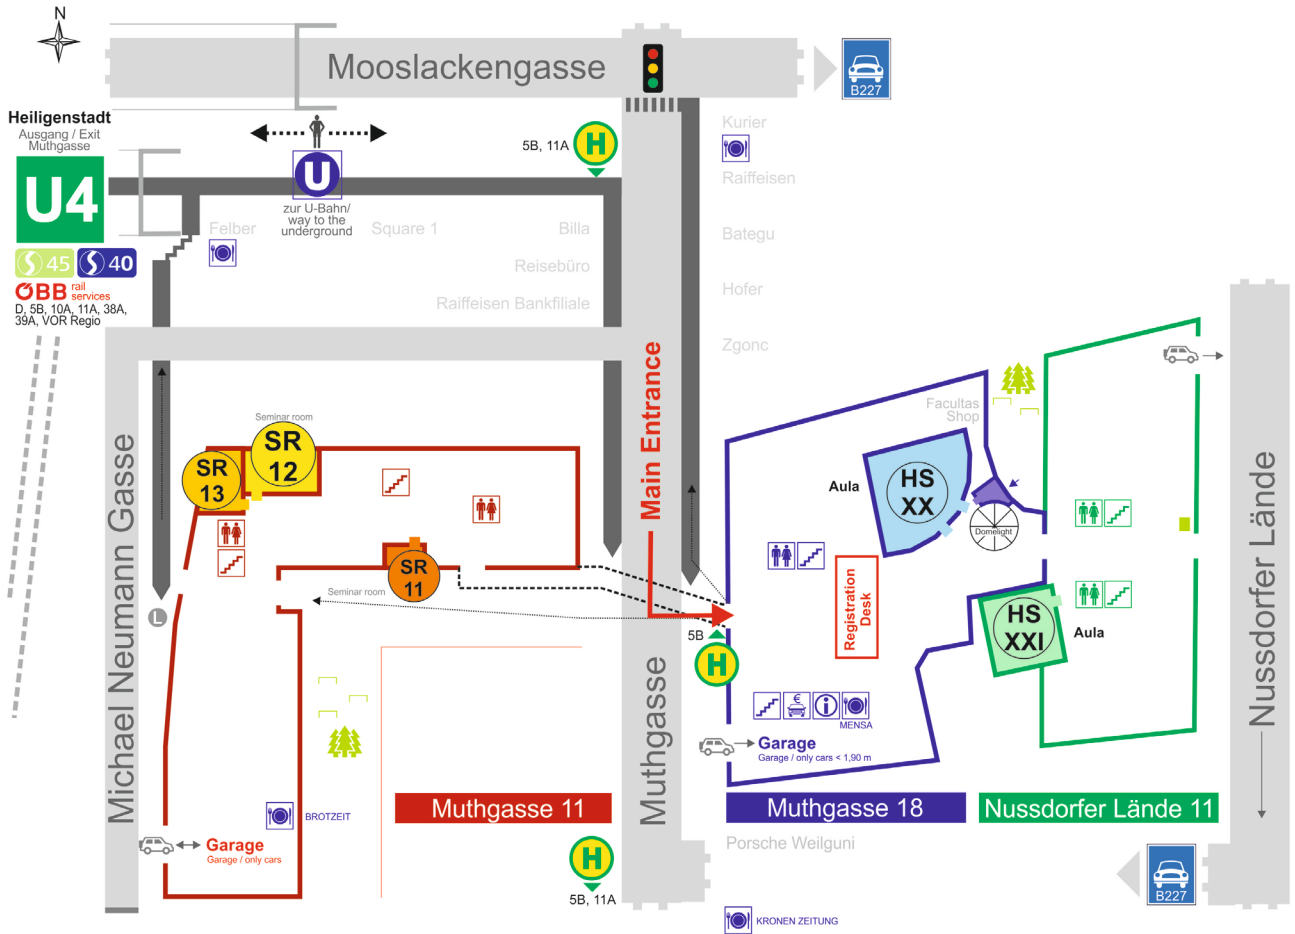 N
Mooslackengasse
B227
Heiligenstadt
Ausgang / Exit
Muthgasse
U4
S 45
S 40
ÖBB rail
services
D, 5B, 10A, 11A, 38A,
39A, VOR Regio
U
zur U-Bahn/
way to the
underground
5B, 11A
H
Kurier
Raiffeisen
Bategu
Hofer
Zgonc
Felber
Square 1
Billa
Reisebüro
Raiffeisen Bankfiliale
Main Entrance
Michael Neumann Gasse
Seminar room
SR
12
SR
13
SR
11
Seminar room
L
Facultas
Shop
Aula
HS
XX
Domelight
Registration
Desk
HS
XXI
Aula
5B
H
Muthgasse
Nussdorfer Lände
€
i
MENSA
Garage
Garage / only cars < 1,90 m
BROTZEIT
Garage
Garage / only cars
Muthgasse 11
Muthgasse 18
Nussdorfer Lände 11
Porsche Weilguni
H
5B, 11A
B227
KRONEN ZEITUNG